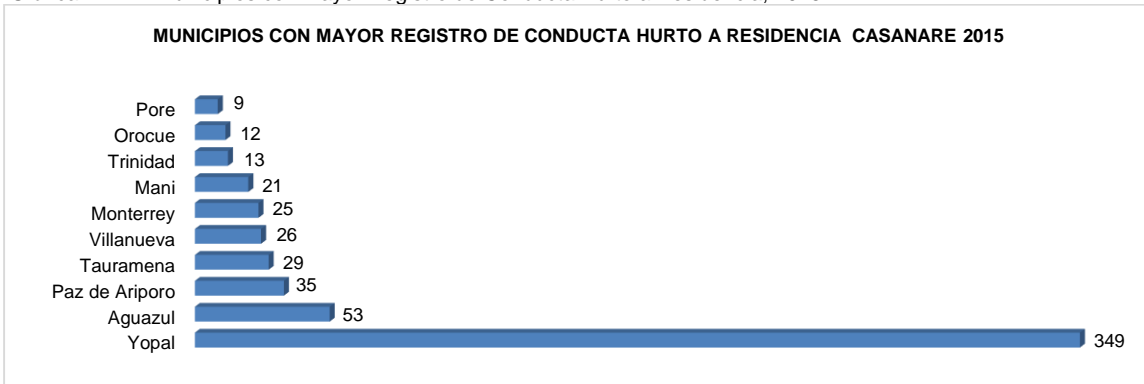 MUNICIPIOS CON MAYOR REGISTRO DE CONDUCTA HURTO A RESIDENCIA CASANARE 2015
Pore 9
Orocue 12
Trinidad 13
Mani 21
Monterrey 25
Villanueva 26
Tauramena 29
Paz de Ariporo 35
Aguazul 53
Yopal 349